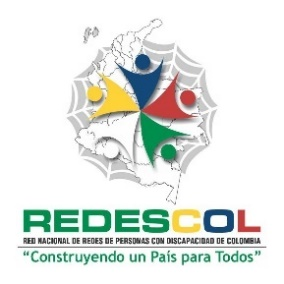 REDESCOL
RED NACIONAL DE REDES DE PERSONAS CON DISCAPACIDAD DE COLOMBIA
“Construyendo un País para Todos”